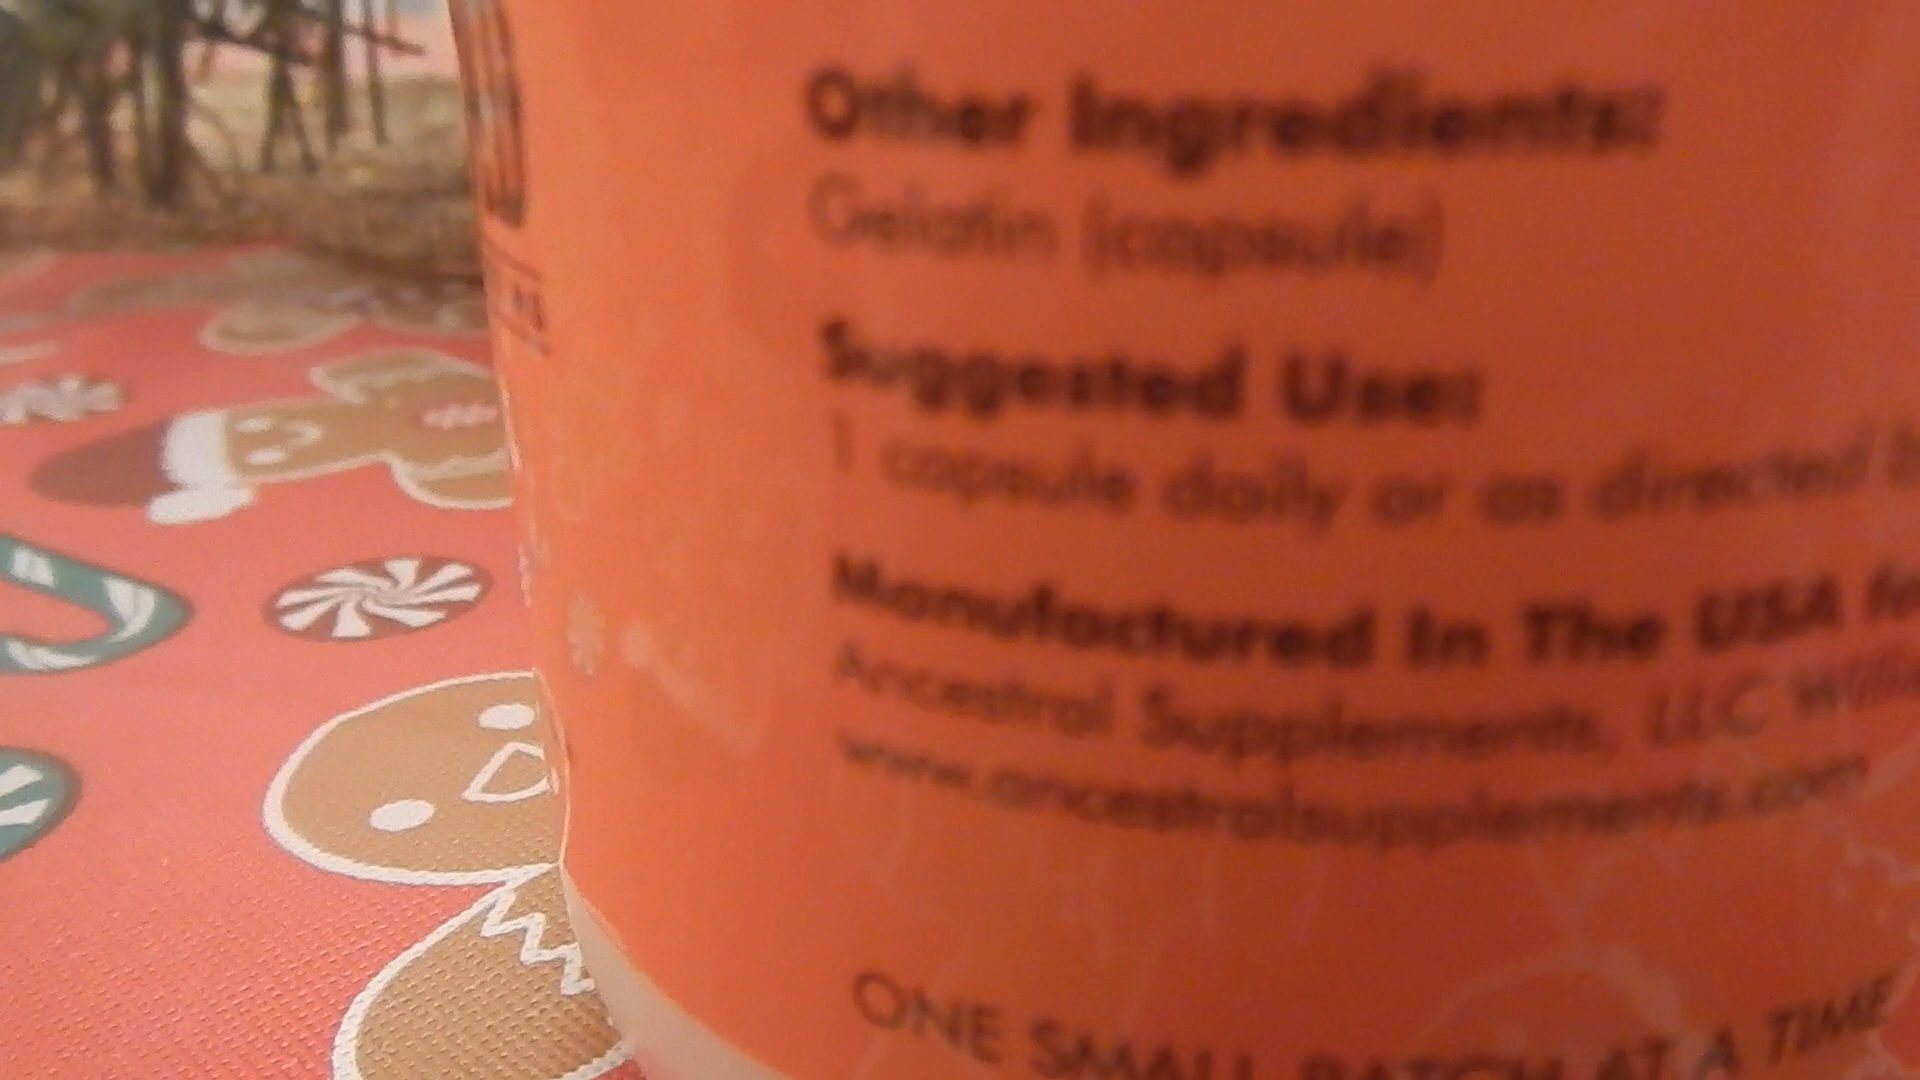 Other Ingredients:
Gelatin (capsule)
Suggested Use:
1 capsule daily or as directed
Manufactured In The USA
Ancestral Supplements, LLC
www.ancestralsupplements.com
ONE SMALL BATCH AT A TIME